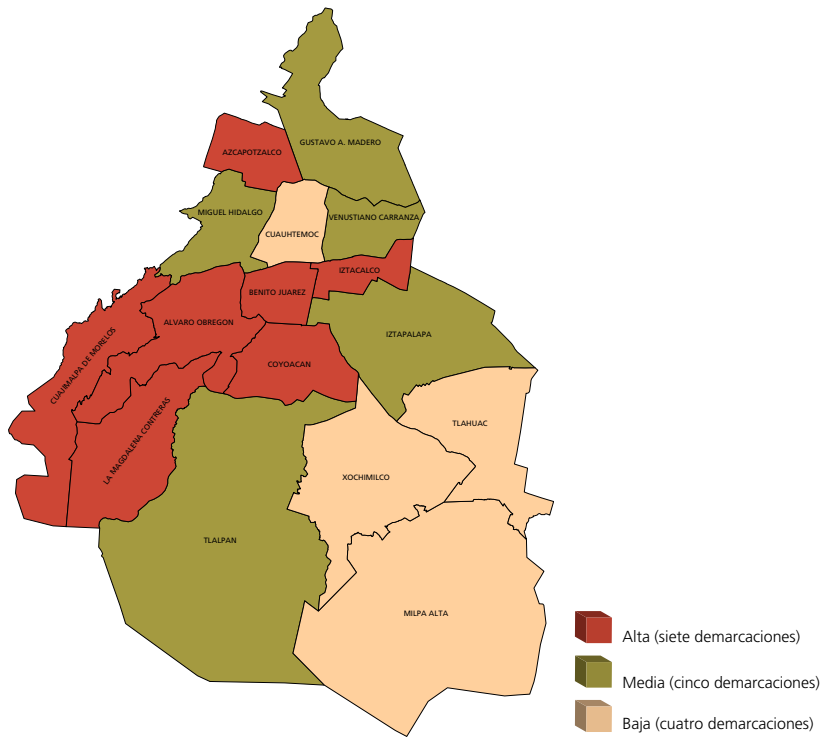 GUSTAVO A. MADERO
AZCAPOTZALCO
MIGUEL HIDALGO
VENUSTIANO CARRANZA
CUAUHTEMOC
IZTACALCO
BENITO JUAREZ
ALVARO OBREGON
IZTAPALAPA
CUAJIMALPA DE MORELOS
COYOACAN
LA MAGDALENA CONTRERAS
TLAHUAC
XOCHIMILCO
TLALPAN
MILPA ALTA
Alta (siete demarcaciones)
Media (cinco demarcaciones)
Baja (cuatro demarcaciones)